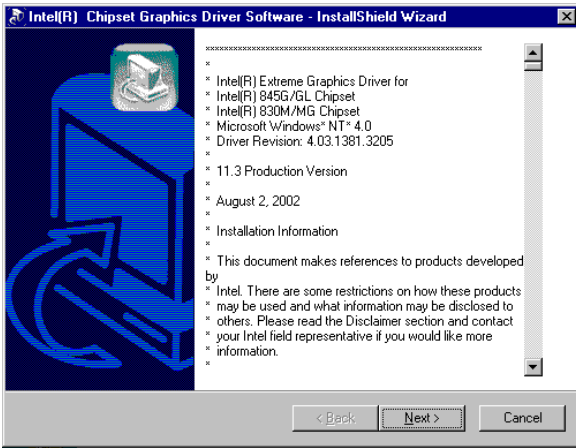 Intel(R) Chipset Graphics Driver Software - InstallShield Wizard
************************************************************
*
* Intel(R) Extreme Graphics Driver for
* Intel(R) 845G/GL Chipset
* Intel(R) 830M/MG Chipset
* Microsoft Windows* NT* 4.0
* Driver Revision: 4.03.1381.3205
*
* 11.3 Production Version
*
* August 2, 2002
*
* Installation Information
*
* This document makes references to products developed
by
* Intel. There are some restrictions on how these products
* may be used and what information may be disclosed to
* others. Please read the Disclaimer section and contact
* your Intel field representative if you would like more
* information.
*
< Back
Next >
Cancel